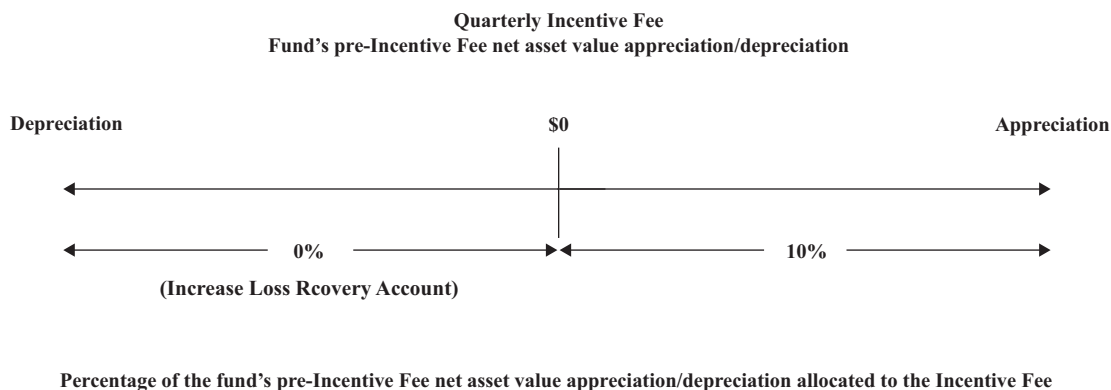 Quarterly Incentive Fee
Fund’s pre-Incentive Fee net asset value appreciation/depreciation
Depreciation
$0
Appreciation
0%
10%
(Increase Loss Rcovery Account)
Percentage of the fund’s pre-Incentive Fee net asset value appreciation/depreciation allocated to the Incentive Fee